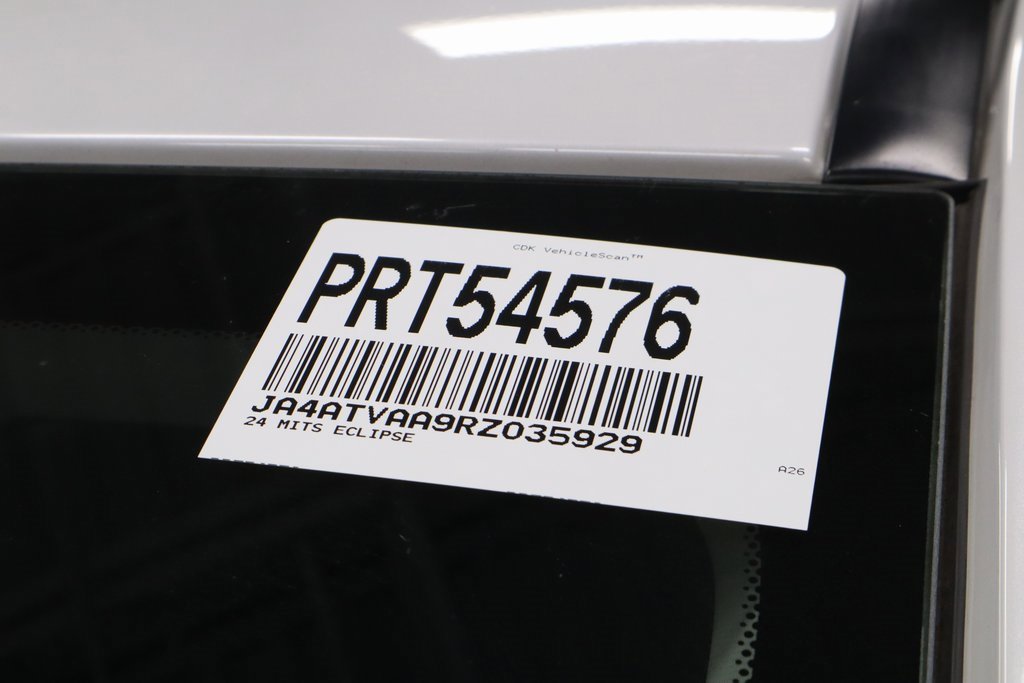 CDK VehicleScan™
PRT54576
JA4ATVAA9RZ035929
24 MITS ECLIPSE
A26